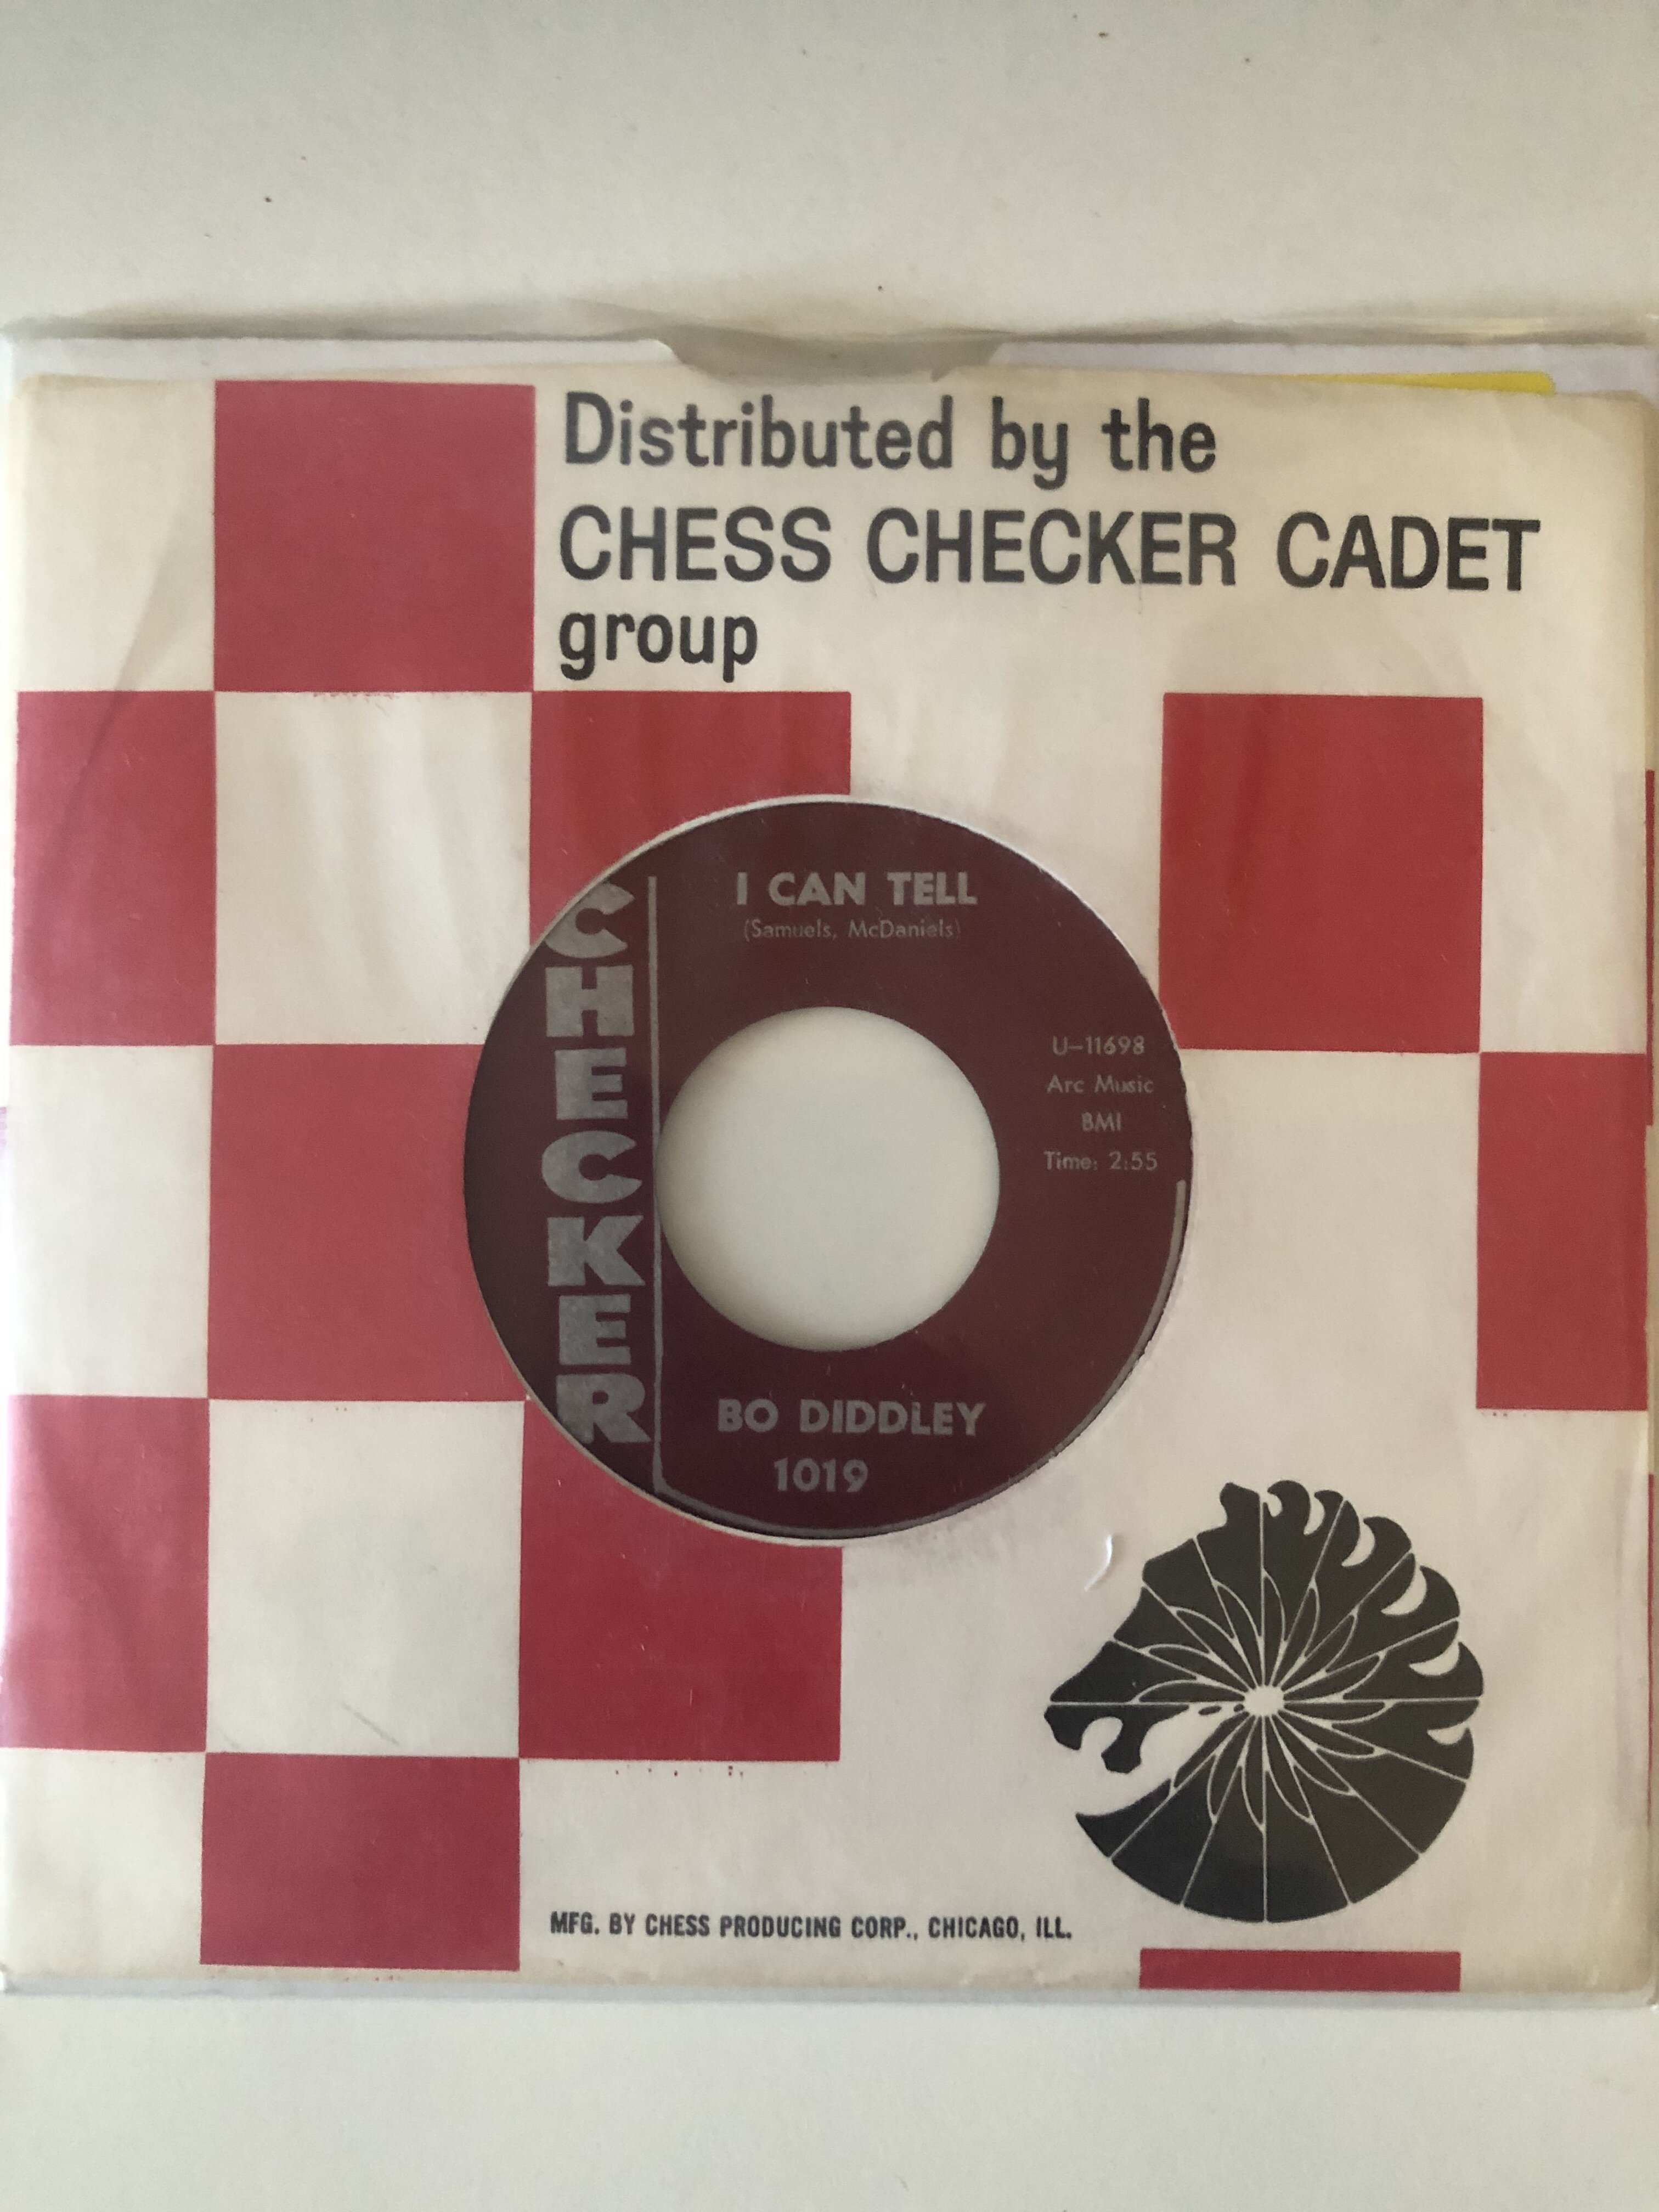 Distributed by the
CHESS CHECKER CADET
group
CHECKER
I CAN TELL
(Samuels, McDaniels)
U-11698
Arc Music
BMI
Time: 2:55
BO DIDDLEY
1019
MFG. BY CHESS PRODUCING CORP., CHICAGO, ILL.